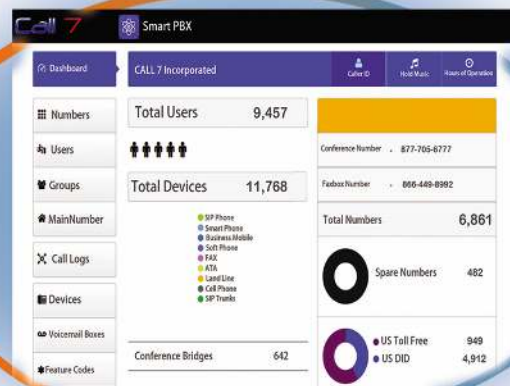 Call 7
Smart PBX
Dashboard
CALL 7 Incorporated
Caller ID
Hold Music
Hours of Operation
Numbers
Users
Groups
MainNumber
Call Logs
Devices
Voicemail Boxes
Feature Codes
Total Users 9,457
Total Devices 11,768
SIP Phone
Smart Phone
Business Mobile
Soft Phone
FAX
ATA
Land Line
Cell Phone
SIP Trunks
Conference Bridges 642
Conference Number - 877-705-6777
Faxbox Number - 866-449-8992
Total Numbers 6,861
Spare Numbers 482
US Toll Free 949
US DID 4,912